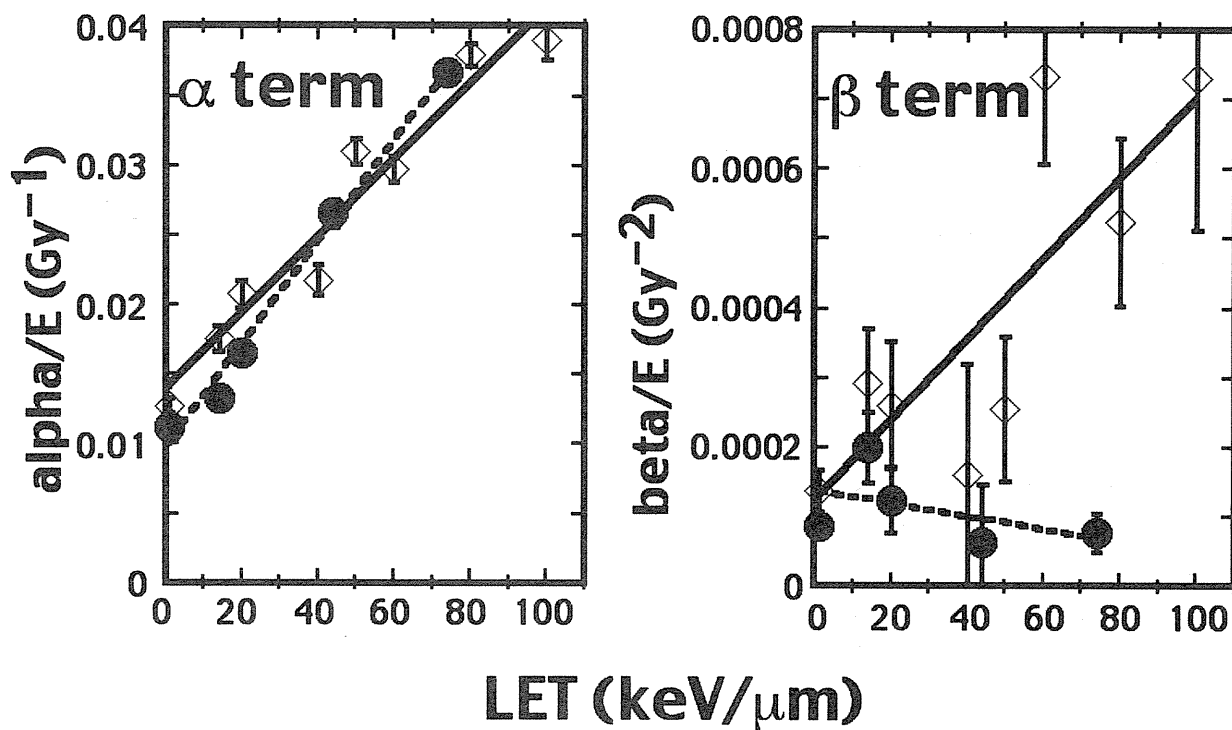 α term
alpha/E (Gy⁻¹)
0.04
0.03
0.02
0.01
0
0 20 40 60 80 100
β term
beta/E (Gy⁻²)
0.0008
0.0006
0.0004
0.0002
0
0 20 40 60 80 100
LET (keV/μm)